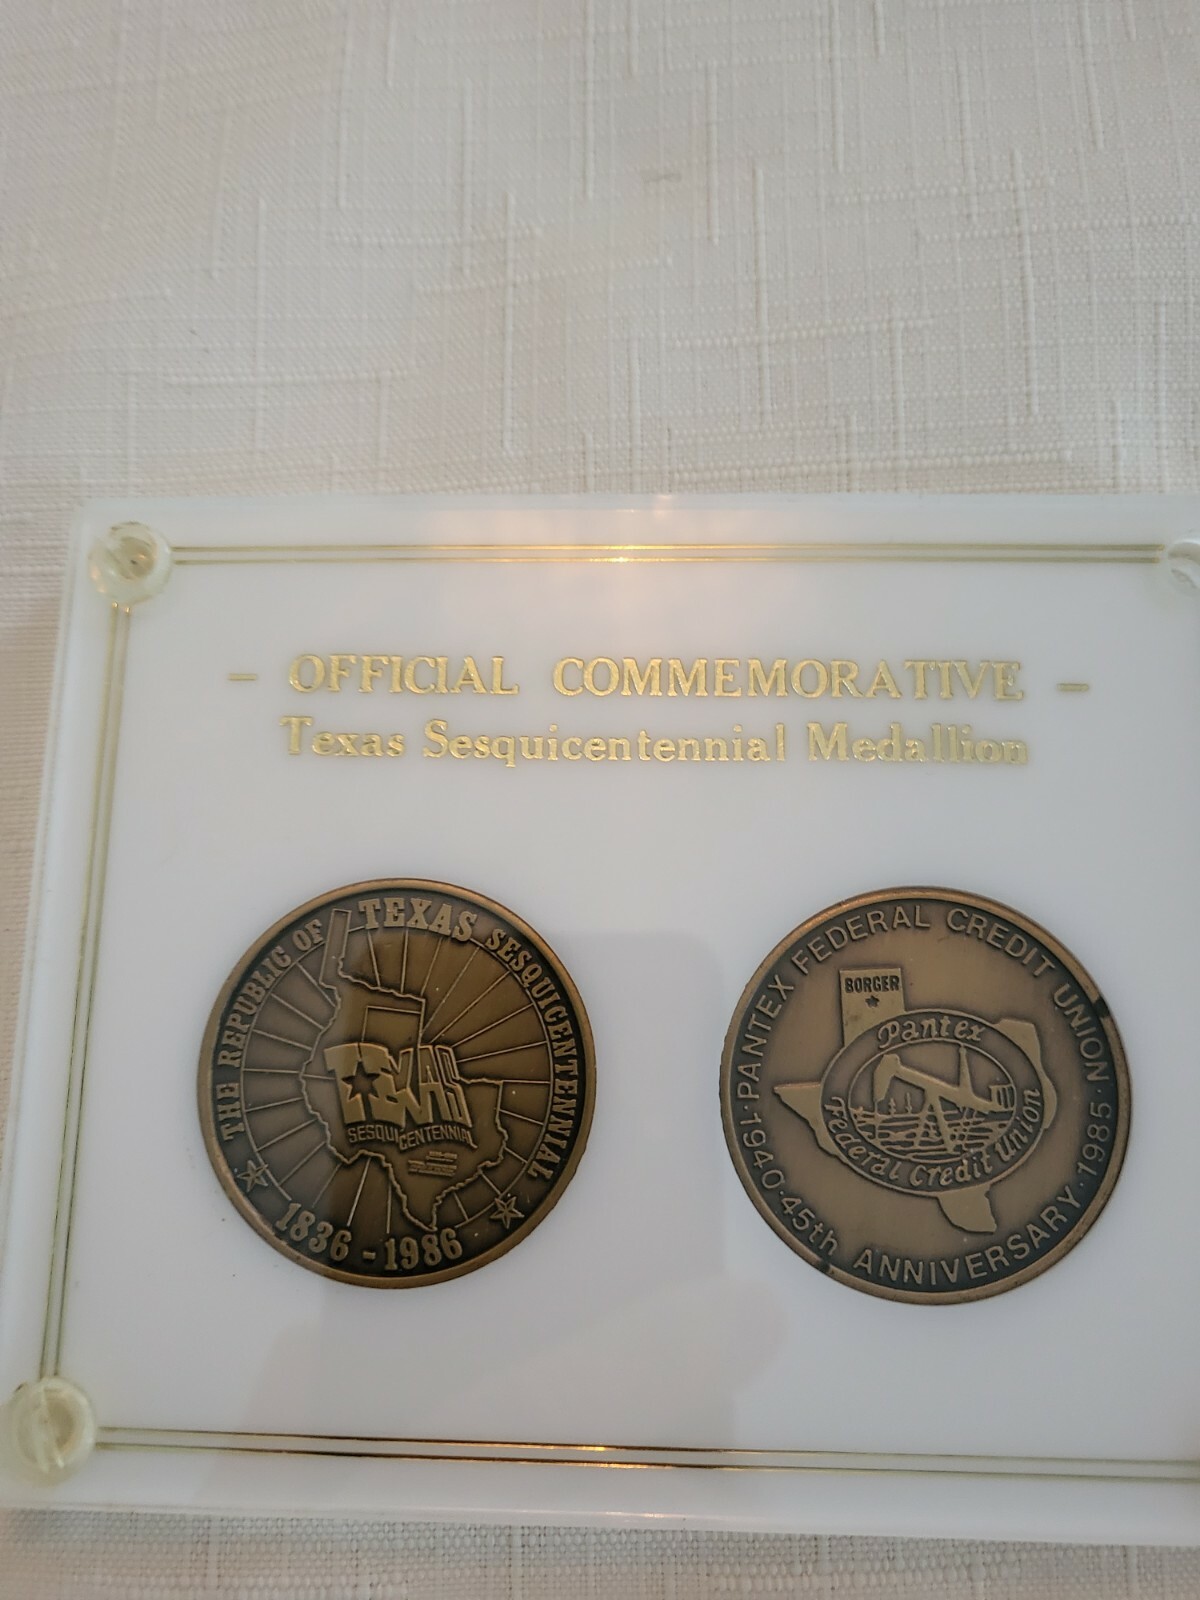 - OFFICIAL COMMEMORATIVE -
Texas Sesquicentennial Medallion
THE REPUBLIC OF TEXAS SESQUICENTENNIAL
TEXAS
SESQUICENTENNIAL
1836 - 1986
PANTEX FEDERAL CREDIT UNION
BORGER
Pantex
Federal Credit Union
1940 · 45th ANNIVERSARY · 1985